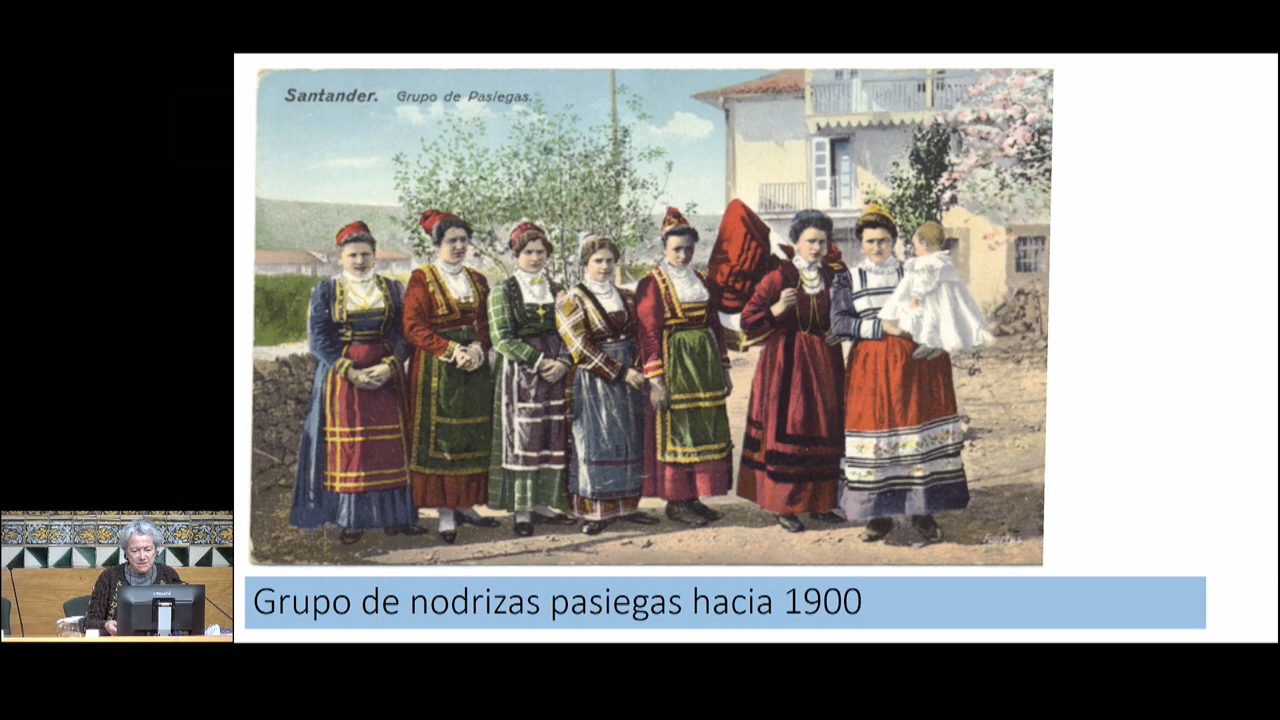 Santander. Grupo de Pasiegas.
Grupo de nodrizas pasiegas hacia 1900